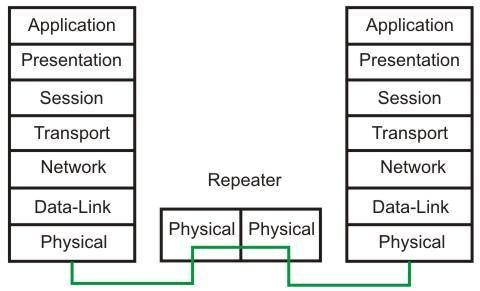 Application
Presentation
Session
Transport
Network
Data-Link
Physical
Repeater
Physical Physical
Application
Presentation
Session
Transport
Network
Data-Link
Physical